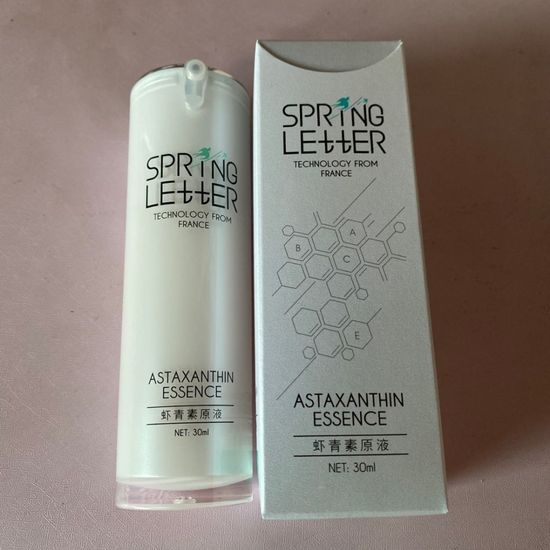 SPRING
LEttER
TECHNOLOGY FROM
FRANCE
ASTAXANTHIN
ESSENCE
虾青素原液
NET: 30ml
SPRING
LEttER
TECHNOLOGY FROM
FRANCE
A
B
C
E
ASTAXANTHIN
ESSENCE
虾青素原液
NET: 30ml